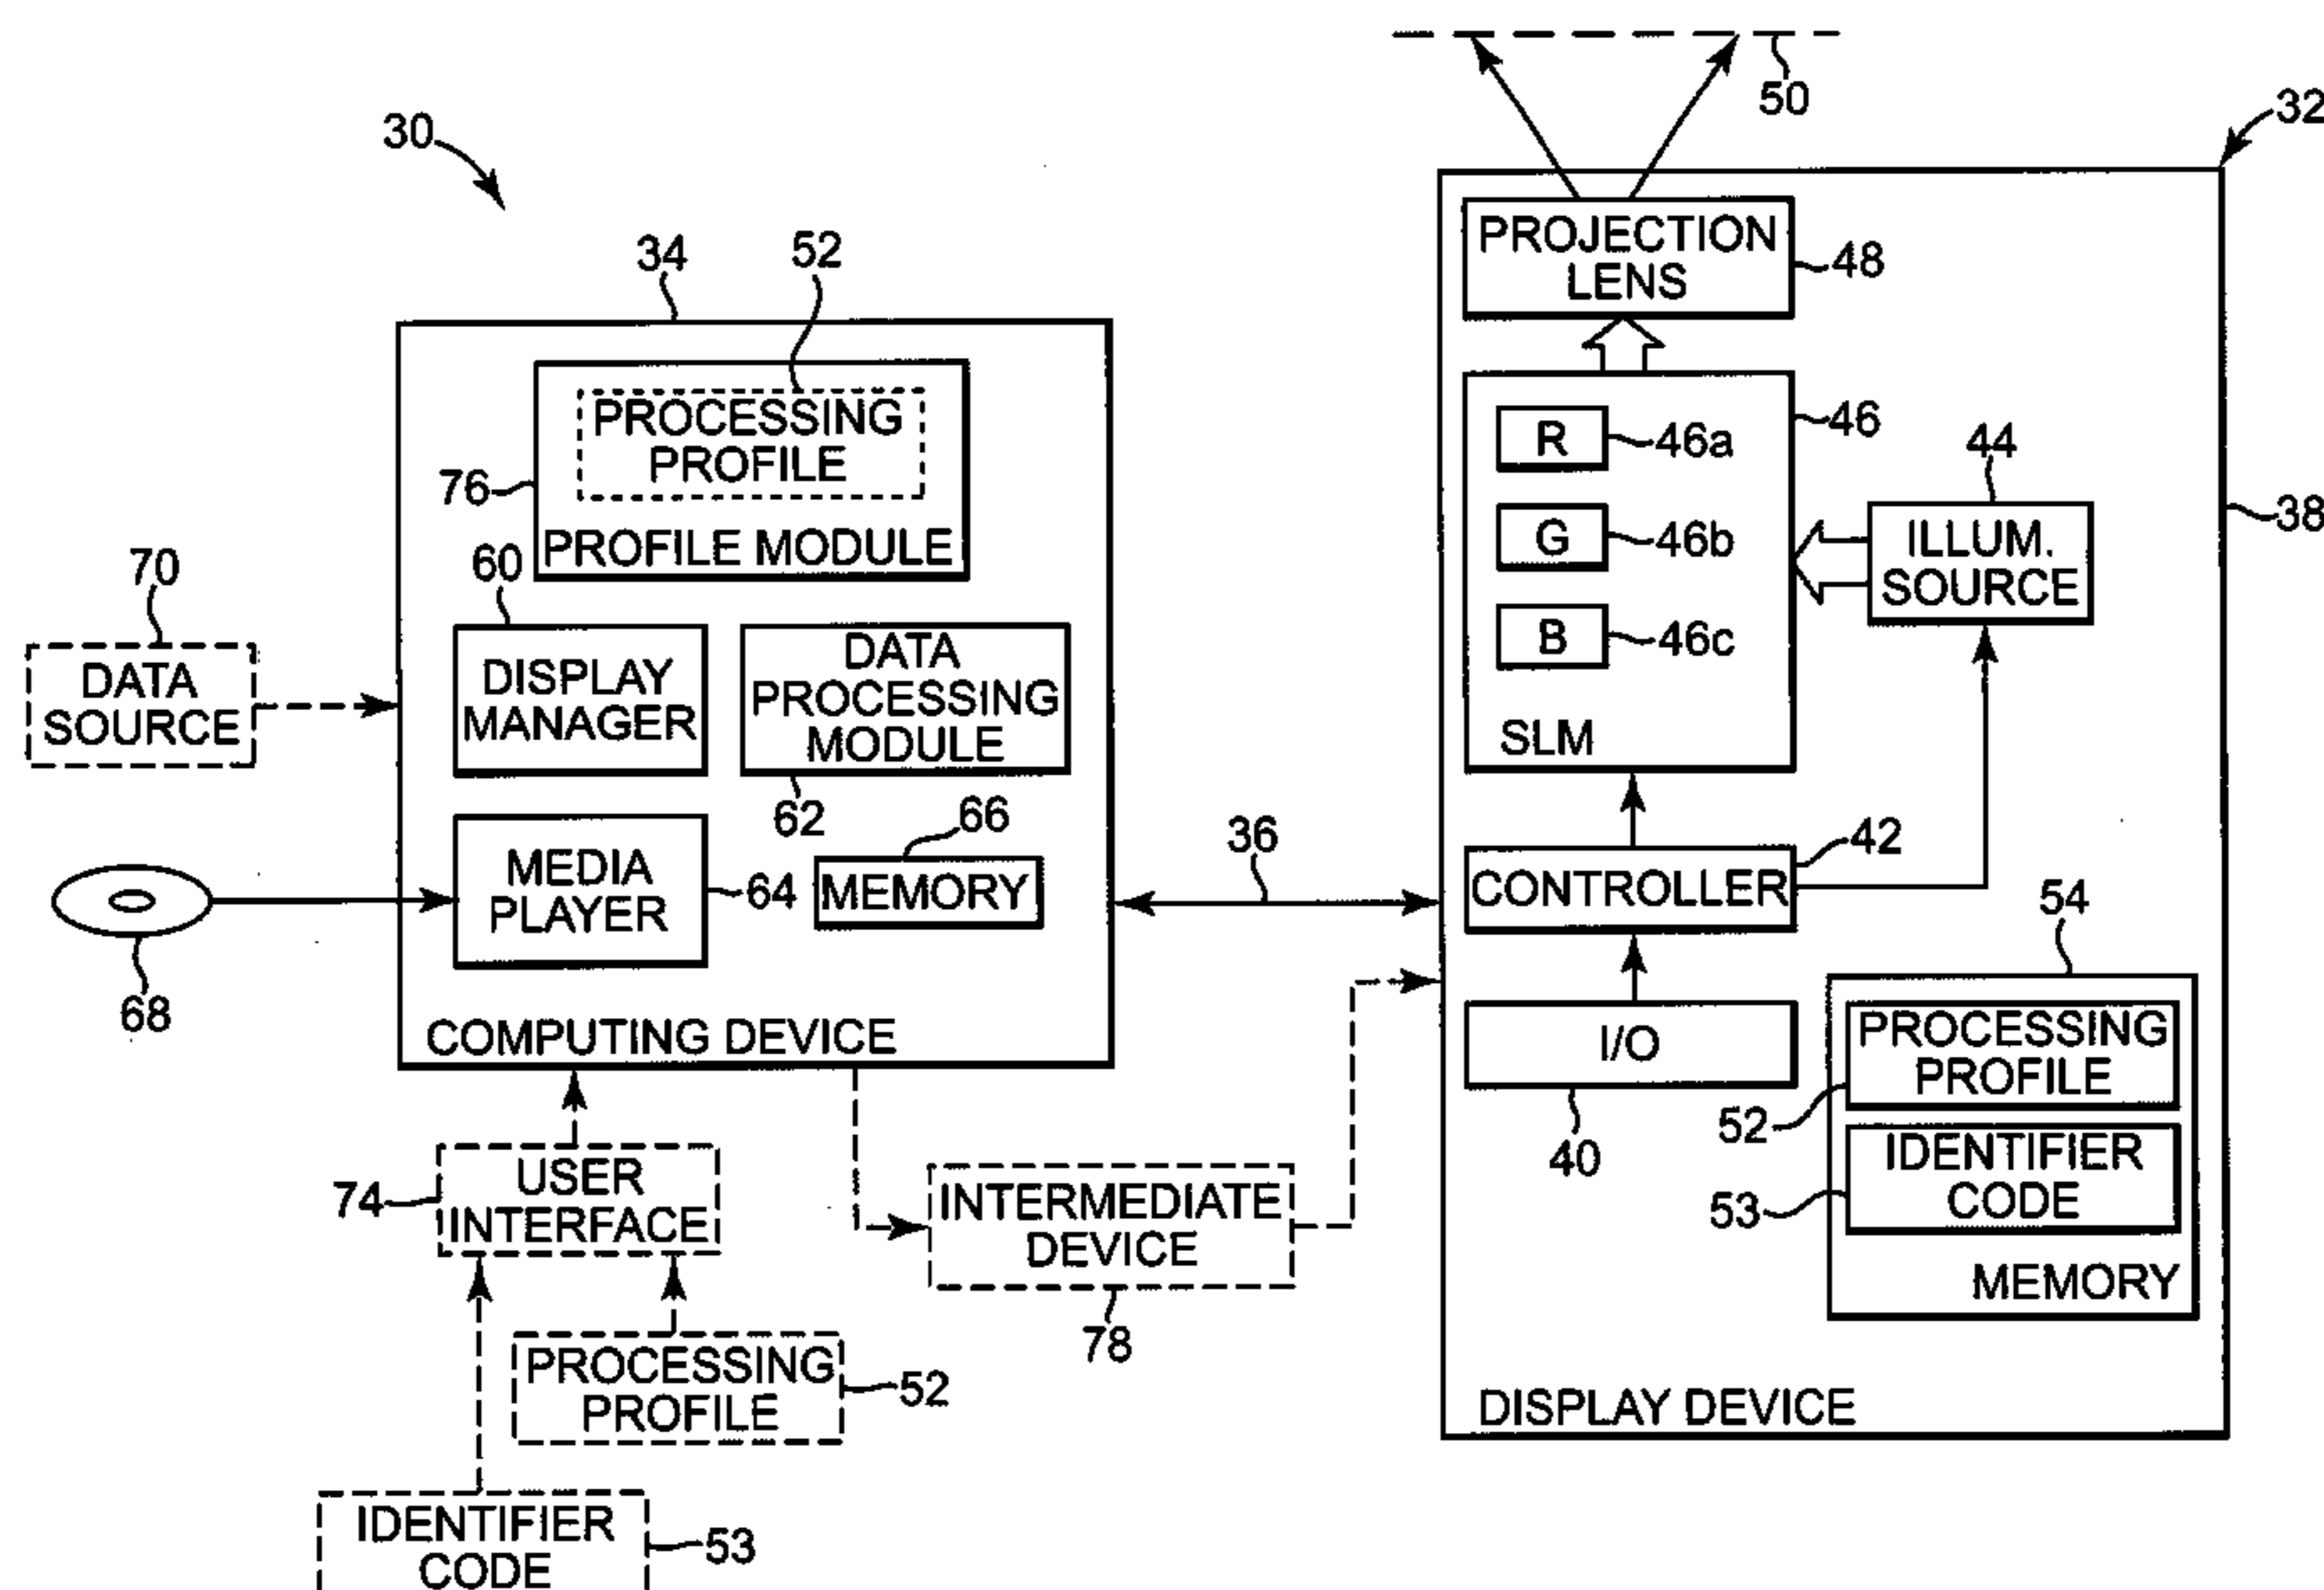 50
32
30
PROJECTION
LENS
48
34
52
PROCESSING
PROFILE
76
PROFILE MODULE
46
R
46a
G
46b
B
46c
SLM
44
ILLUM.
SOURCE
38
70
DATA
SOURCE
60
DISPLAY
MANAGER
DATA
PROCESSING
MODULE
62
66
MEDIA
PLAYER
64
MEMORY
68
COMPUTING DEVICE
36
42
CONTROLLER
54
I/O
40
PROCESSING
PROFILE
52
IDENTIFIER
CODE
53
MEMORY
DISPLAY DEVICE
74
USER
INTERFACE
INTERMEDIATE
DEVICE
78
PROCESSING
PROFILE
52
IDENTIFIER
CODE
53